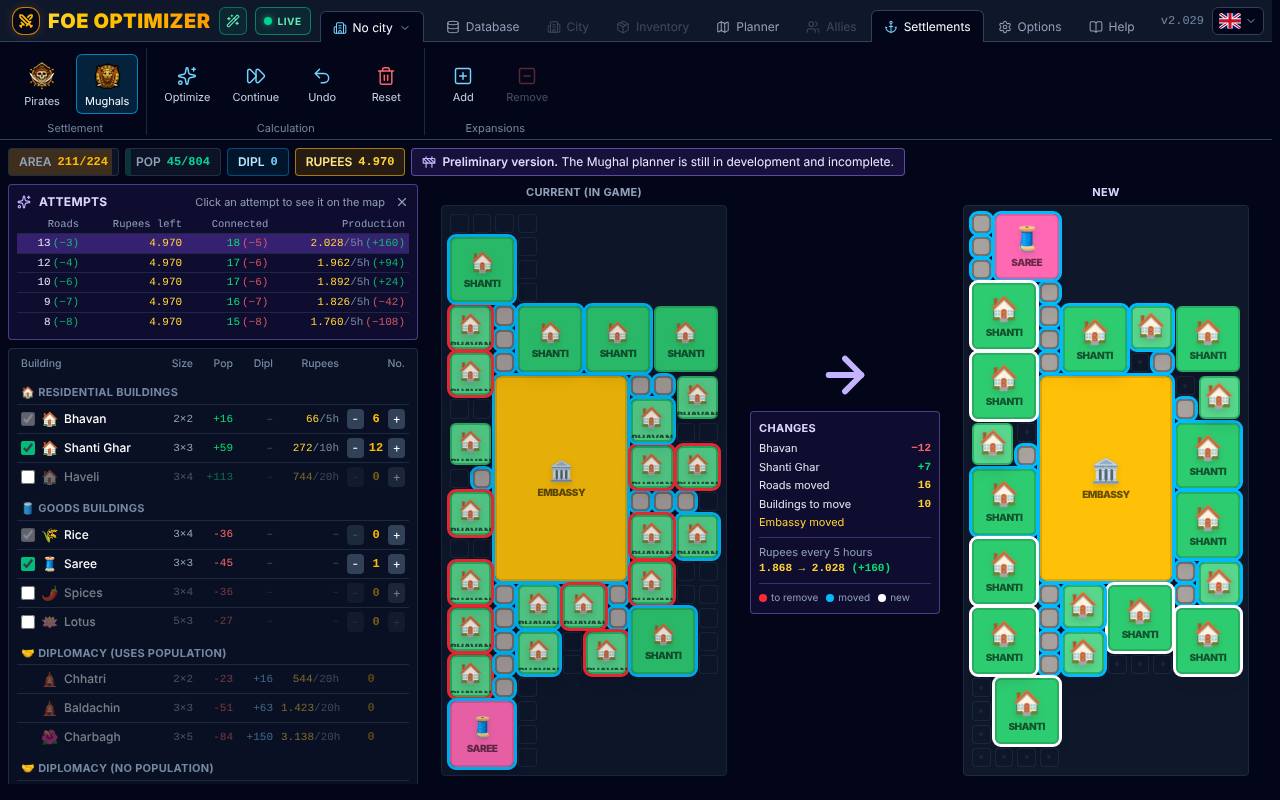 FOE OPTIMIZER
LIVE
No city
Database
City
Inventory
Planner
Allies
Settlements
Options
Help
v2.029
Pirates
Mughals
Optimize
Continue
Undo
Reset
Add
Remove
Settlement
Calculation
Expansions
AREA 211/224
POP 45/804
DIPL 0
RUPEES 4.970
Preliminary version. The Mughal planner is still in development and incomplete.
ATTEMPTS
Click an attempt to see it on the map
Roads Rupees left Connected Production
13 (−3) 4.970 18 (−5) 2.028/5h (+160)
12 (−4) 4.970 17 (−6) 1.962/5h (+94)
10 (−6) 4.970 17 (−6) 1.892/5h (+24)
9 (−7) 4.970 16 (−7) 1.826/5h (−42)
8 (−8) 4.970 15 (−8) 1.760/5h (−108)
Building Size Pop Dipl Rupees No.
RESIDENTIAL BUILDINGS
Bhavan 2×2 +16 – 66/5h - 6 +
Shanti Ghar 3×3 +59 – 272/10h - 12 +
Haveli 3×4 +113 – 744/20h - 0 +
GOODS BUILDINGS
Rice 3×4 -36 – – - 0 +
Saree 3×3 -45 – – - 1 +
Spices 3×4 -36 – – - 0 +
Lotus 5×3 -27 – – - 0 +
DIPLOMACY (USES POPULATION)
Chhatri 2×2 -23 +16 544/20h 0
Baldachin 3×3 -51 +63 1.423/20h 0
Charbagh 3×5 -84 +150 3.138/20h 0
DIPLOMACY (NO POPULATION)
CURRENT (IN GAME)
SHANTI
SHANTI
SHANTI
SHANTI
EMBASSY
SHANTI
SAREE
CHANGES
Bhavan −12
Shanti Ghar +7
Roads moved 16
Buildings to move 10
Embassy moved
Rupees every 5 hours
1.868 → 2.028 (+160)
to remove moved new
NEW
SAREE
SHANTI
SHANTI
SHANTI
SHANTI
SHANTI
EMBASSY
SHANTI
SHANTI
SHANTI
SHANTI
SHANTI
SHANTI
SHANTI